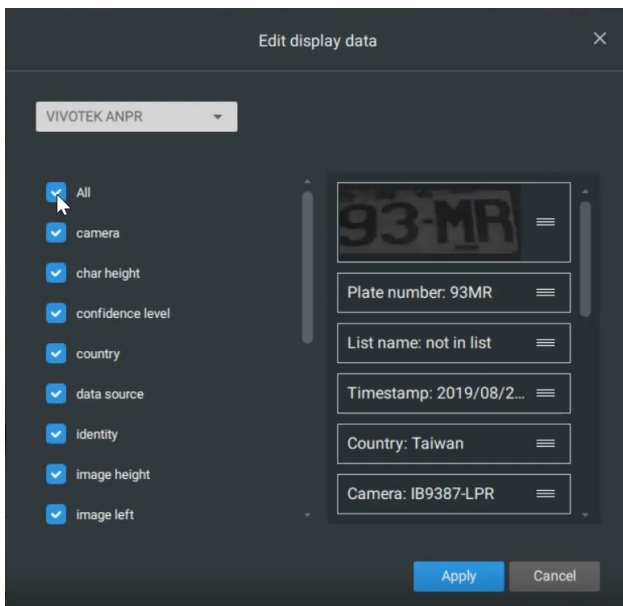 Edit display data
VIVOTEK ANPR
All
camera
char height
confidence level
country
data source
identity
image height
image left
93-MR
Plate number: 93MR
List name: not in list
Timestamp: 2019/08/2...
Country: Taiwan
Camera: IB9387-LPR
Apply
Cancel